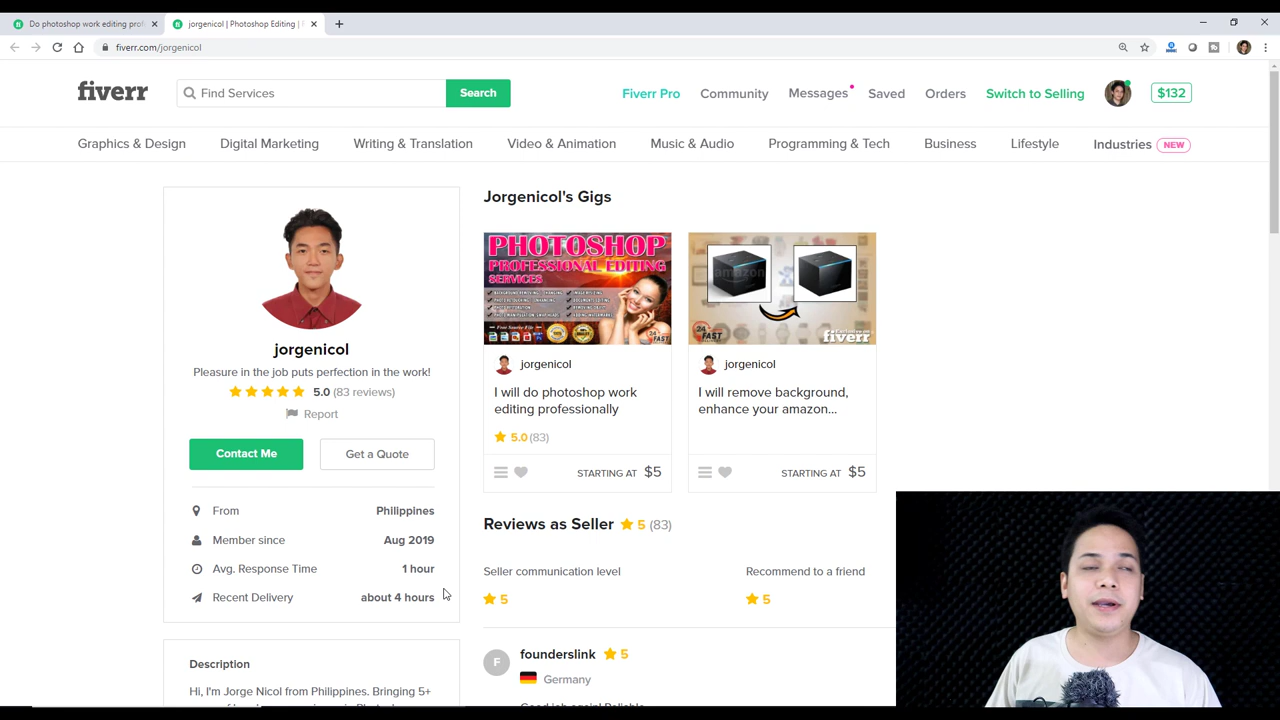 Do photoshop work editing prof
jorgenicol | Photoshop Editing |
fiverr.com/jorgenicol
fiverr
Find Services
Search
Fiverr Pro
Community
Messages
Saved
Orders
Switch to Selling
$132
Graphics & Design
Digital Marketing
Writing & Translation
Video & Animation
Music & Audio
Programming & Tech
Business
Lifestyle
Industries NEW
jorgenicol
Pleasure in the job puts perfection in the work!
5.0 (83 reviews)
Report
Contact Me
Get a Quote
From Philippines
Member since Aug 2019
Avg. Response Time 1 hour
Recent Delivery about 4 hours
Description
Hi, I'm Jorge Nicol from Philippines. Bringing 5+
Jorgenicol's Gigs
PHOTOSHOP
PROFESSIONAL EDITING
SERVICES
jorgenicol
I will do photoshop work
editing professionally
5.0 (83)
STARTING AT $5
amazon
fiverr
jorgenicol
I will remove background,
enhance your amazon...
STARTING AT $5
Reviews as Seller 5 (83)
Seller communication level
5
Recommend to a friend
5
F
founderslink 5
Germany